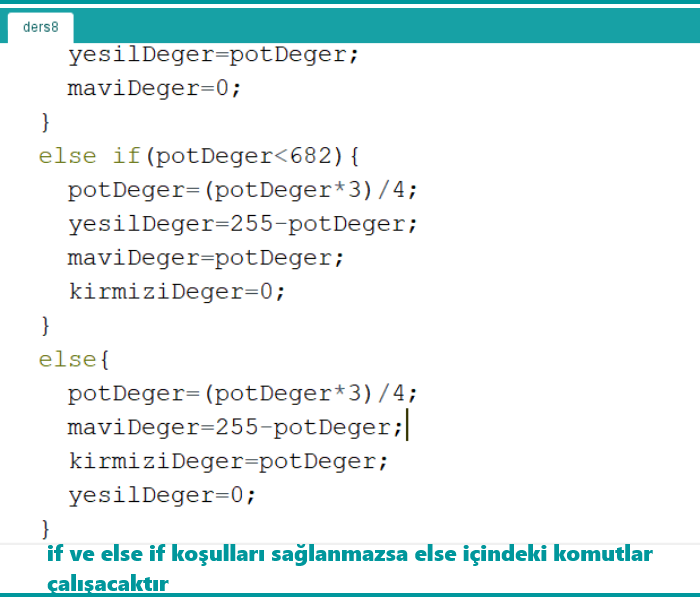 ders8
yesilDeger=potDeger;
maviDeger=0;
}
else if(potDeger<682){
potDeger=(potDeger*3)/4;
yesilDeger=255-potDeger;
maviDeger=potDeger;
kirmiziDeger=0;
}
else{
potDeger=(potDeger*3)/4;
maviDeger=255-potDeger;
kirmiziDeger=potDeger;
yesilDeger=0;
}
if ve else if koşulları sağlanmazsa else içindeki komutlar
çalışacaktır